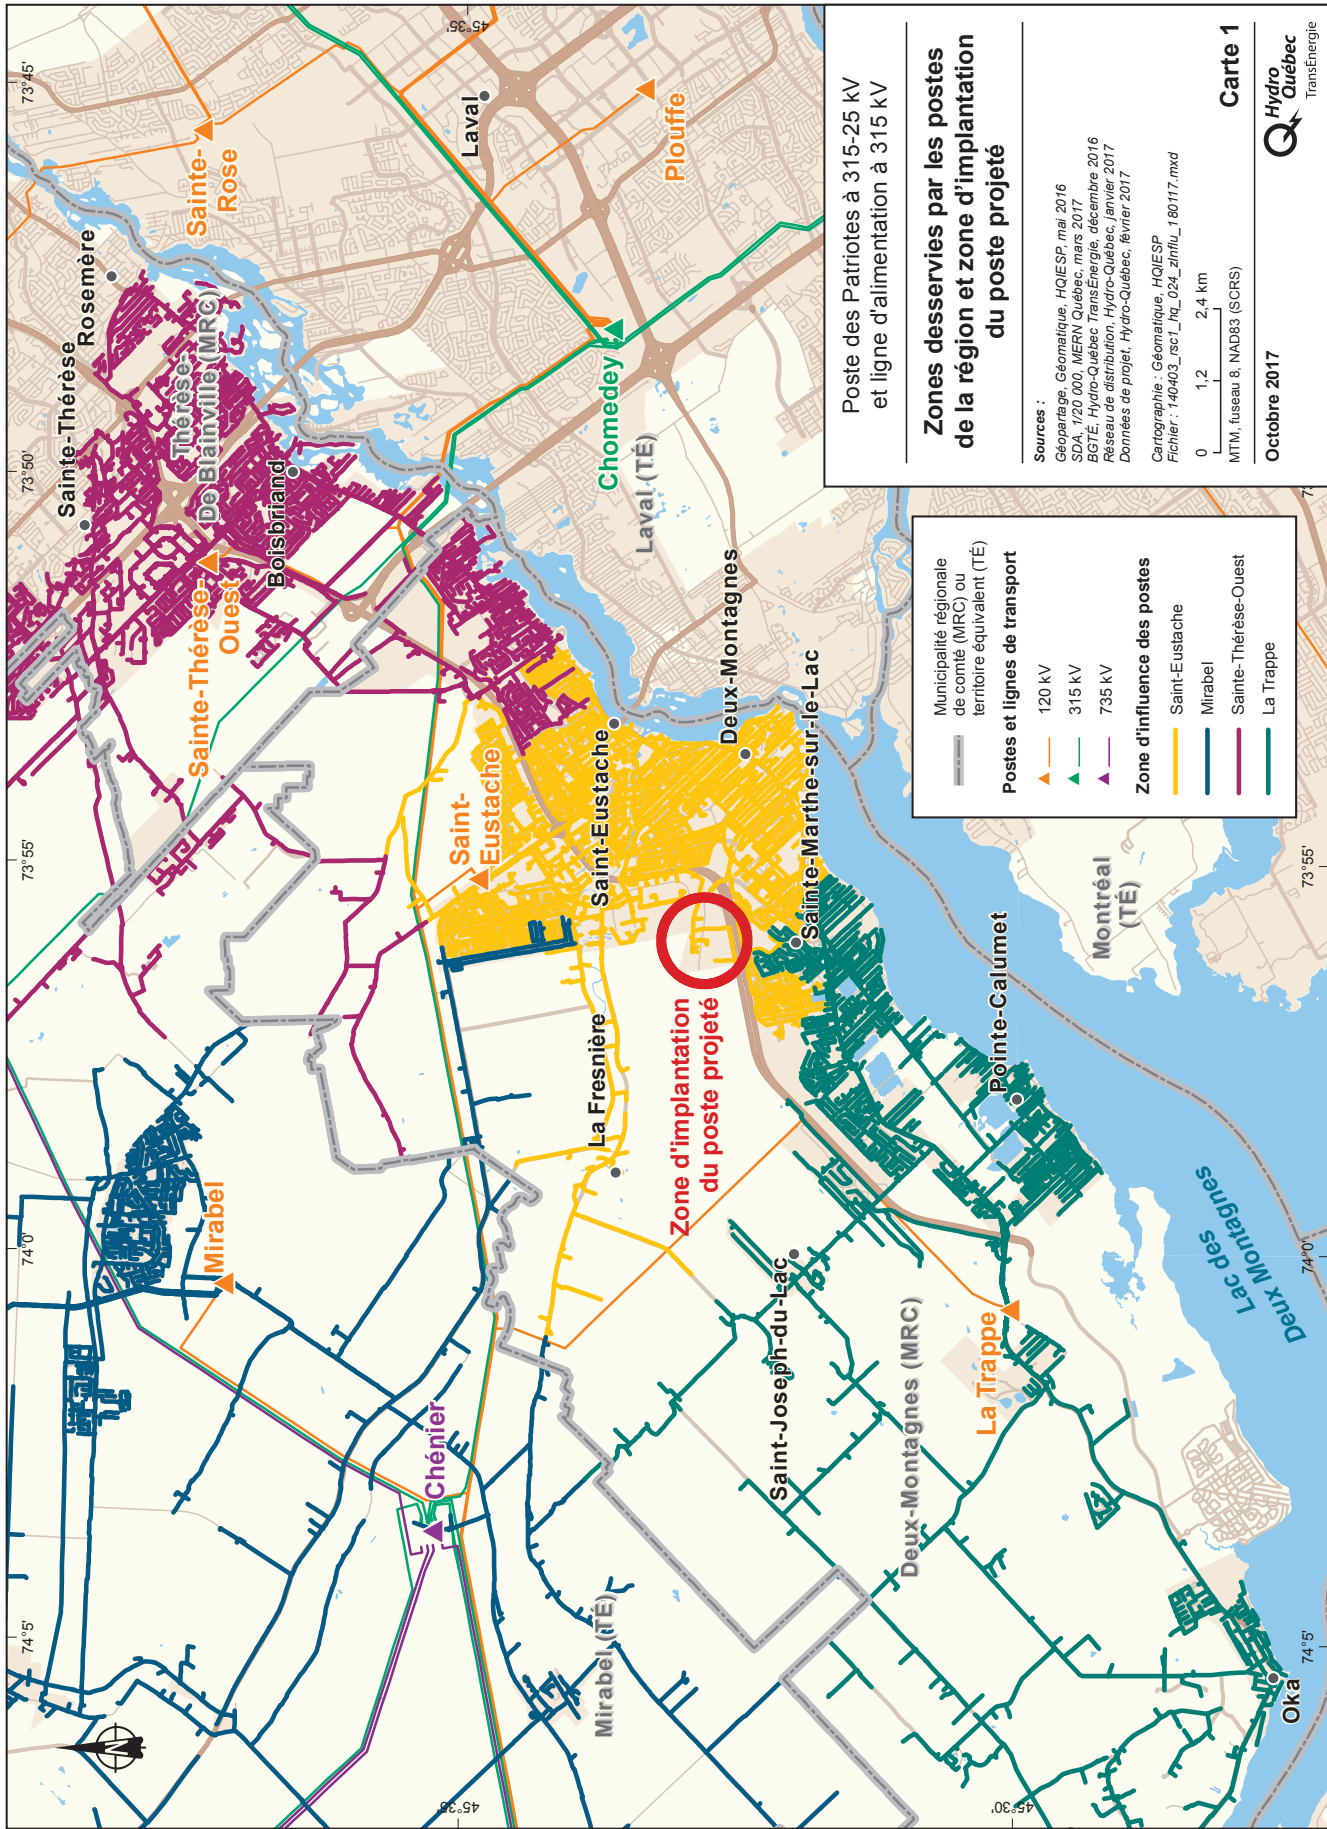 73°45'
73°50'
73°55'
74°0'
74°5'
45°35'
Sainte-
Rose
Rosemère
Sainte-Thérèse
Thérèse-
De Blainville (MRC)
Boisbriand
Sainte-Thérèse-
Ouest
Laval
Plouffe
Chomedey
Laval (TÉ)
Saint-
Eustache
Saint-Eustache
Deux-Montagnes
Sainte-Marthe-sur-le-Lac
Mirabel
La Fresnière
Zone d'implantation
du poste projeté
Pointe-Calumet
Montréal
(TÉ)
Chénier
Saint-Joseph-du-Lac
Deux-Montagnes (MRC)
La Trappe
Lac des
Deux Montagnes
Mirabel (TÉ)
Oka
N
45°35'
45°30'
74°5'
74°0'
73°55'
Municipalité régionale
de comté (MRC) ou
territoire équivalent (TÉ)
Postes et lignes de transport
120 kV
315 kV
735 kV
Zone d'influence des postes
Saint-Eustache
Mirabel
Sainte-Thérèse-Ouest
La Trappe
Poste des Patriotes à 315-25 kV
et ligne d'alimentation à 315 kV
Zones desservies par les postes
de la région et zone d'implantation
du poste projeté
Sources :
Géopartage, Géomatique, HQIESP, mai 2016
SDA, 1/20 000, MERN Québec, mars 2017
BGTÉ, Hydro-Québec TransÉnergie, décembre 2016
Réseau de distribution, Hydro-Québec, janvier 2017
Données de projet, Hydro-Québec, février 2017
Cartographie : Géomatique, HQIESP
Fichier : 140403_rsc1_hq_024_zinflu_180117.mxd
0 1,2 2,4 km
MTM, fuseau 8, NAD83 (SCRS)
Carte 1
Octobre 2017
Hydro
Québec
TransÉnergie